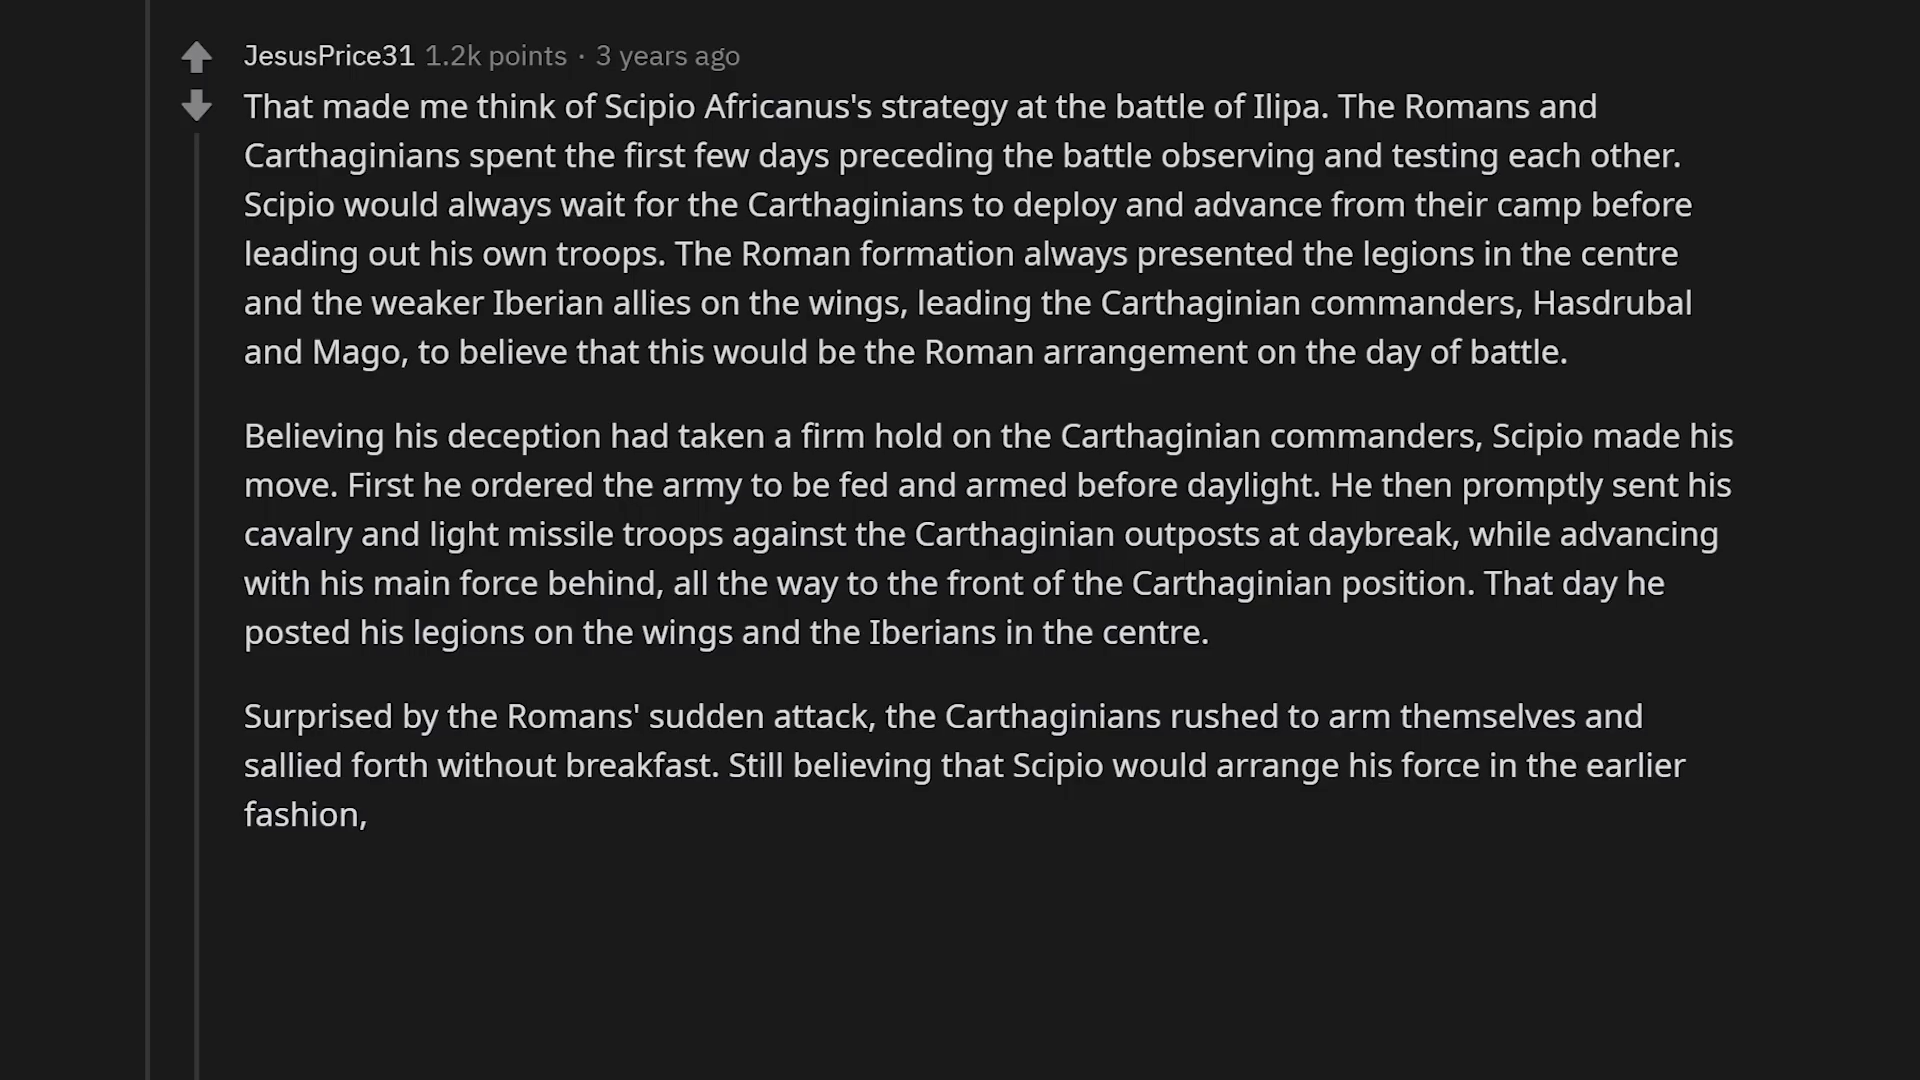 JesusPrice31 1.2k points · 3 years ago
That made me think of Scipio Africanus's strategy at the battle of Ilipa. The Romans and
Carthaginians spent the first few days preceding the battle observing and testing each other.
Scipio would always wait for the Carthaginians to deploy and advance from their camp before
leading out his own troops. The Roman formation always presented the legions in the centre
and the weaker Iberian allies on the wings, leading the Carthaginian commanders, Hasdrubal
and Mago, to believe that this would be the Roman arrangement on the day of battle.
Believing his deception had taken a firm hold on the Carthaginian commanders, Scipio made his
move. First he ordered the army to be fed and armed before daylight. He then promptly sent his
cavalry and light missile troops against the Carthaginian outposts at daybreak, while advancing
with his main force behind, all the way to the front of the Carthaginian position. That day he
posted his legions on the wings and the Iberians in the centre.
Surprised by the Romans' sudden attack, the Carthaginians rushed to arm themselves and
sallied forth without breakfast. Still believing that Scipio would arrange his force in the earlier
fashion,